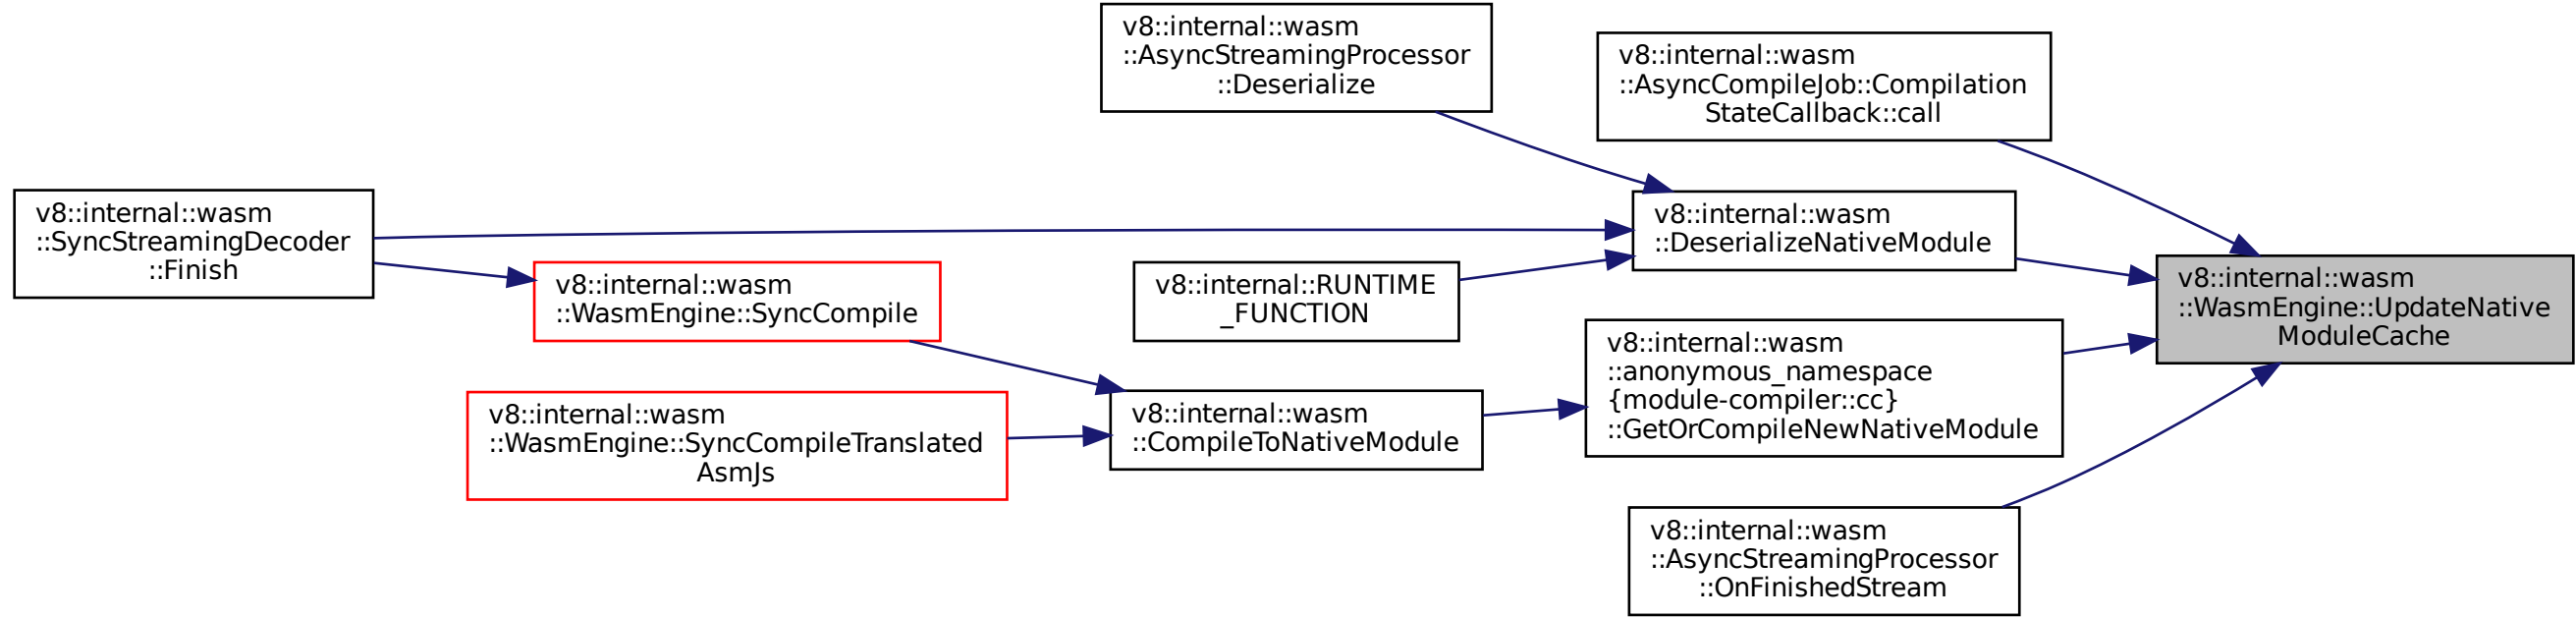 v8::internal::wasm
::AsyncStreamingProcessor
::Deserialize
v8::internal::wasm
::AsyncCompileJob::Compilation
StateCallback::call
v8::internal::wasm
::SyncStreamingDecoder
::Finish
v8::internal::wasm
::DeserializeNativeModule
v8::internal::wasm
::WasmEngine::SyncCompile
v8::internal::RUNTIME
_FUNCTION
v8::internal::wasm
::WasmEngine::UpdateNative
ModuleCache
v8::internal::wasm
::anonymous_namespace
{module-compiler::cc}
::GetOrCompileNewNativeModule
v8::internal::wasm
::WasmEngine::SyncCompileTranslated
AsmJs
v8::internal::wasm
::CompileToNativeModule
v8::internal::wasm
::AsyncStreamingProcessor
::OnFinishedStream